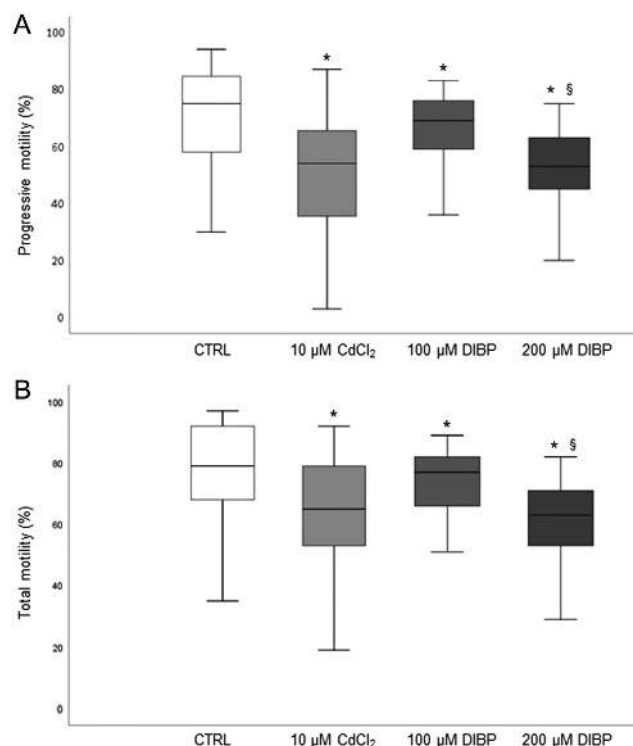 A
Progressive motility (%)
100
80
60
40
20
0
* * * §
CTRL 10 µM CdCl₂ 100 µM DIBP 200 µM DIBP
B
Total motility (%)
100
80
60
40
20
0
* * * §
CTRL 10 µM CdCl₂ 100 µM DIBP 200 µM DIBP